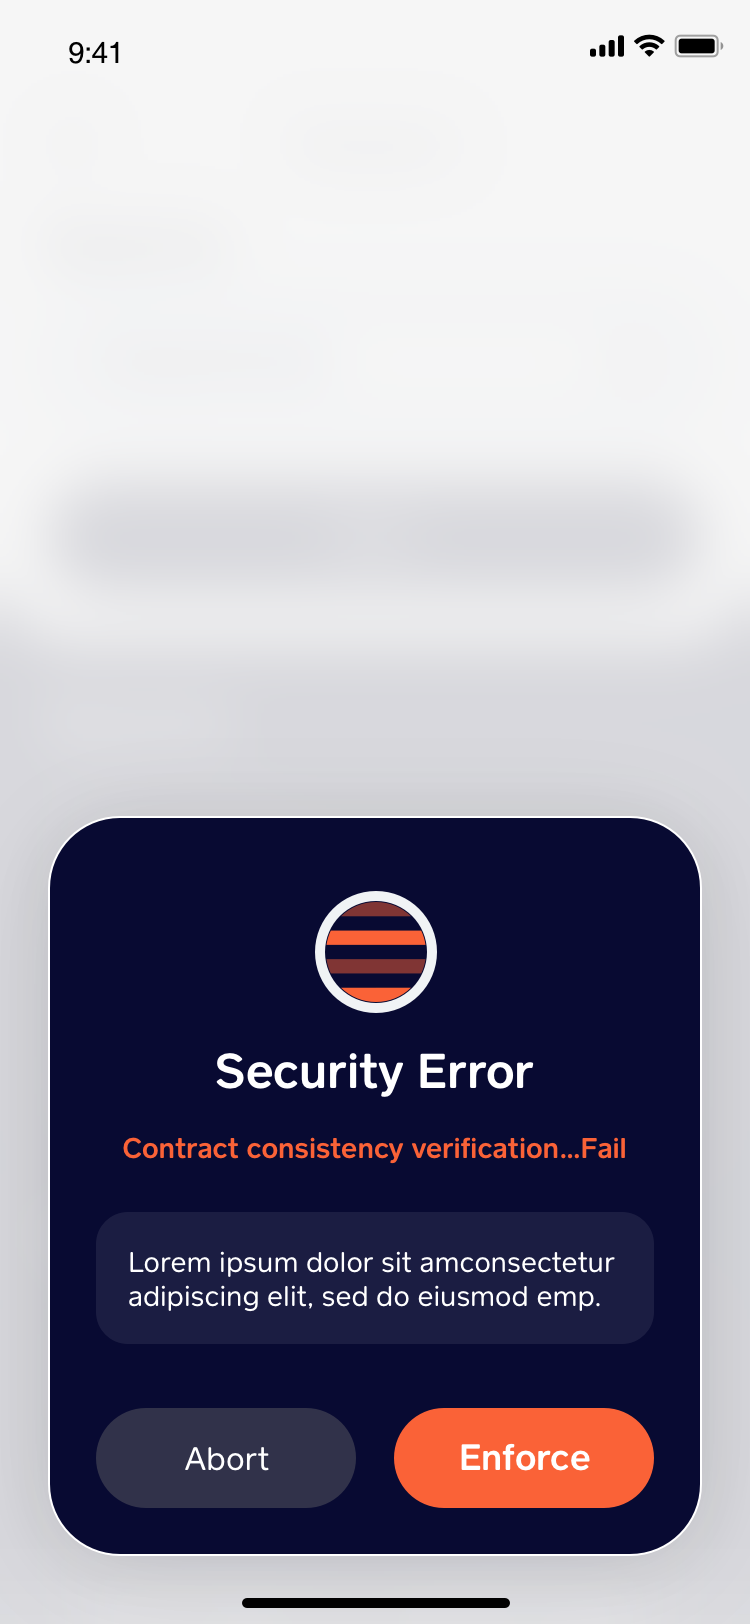 9:41
Security Error
Contract consistency verification...Fail
Lorem ipsum dolor sit amconsectetur
adipiscing elit, sed do eiusmod emp.
Abort
Enforce